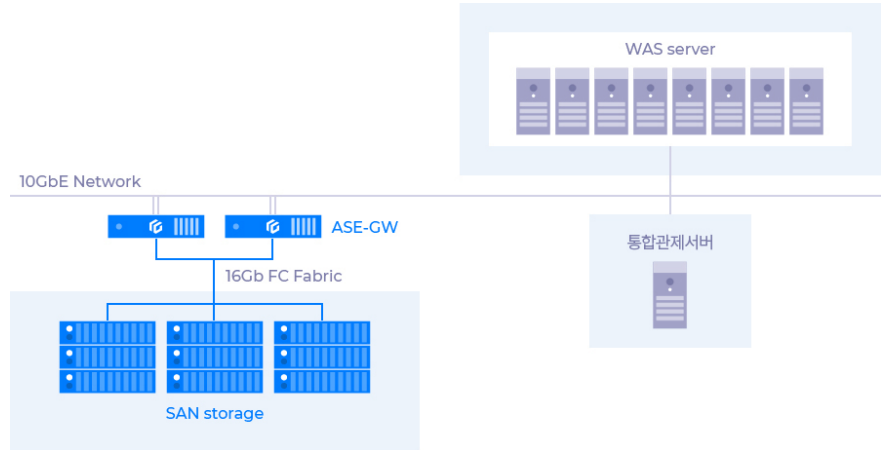 WAS server
10GbE Network
ASE-GW
통합관제서버
16Gb FC Fabric
SAN storage